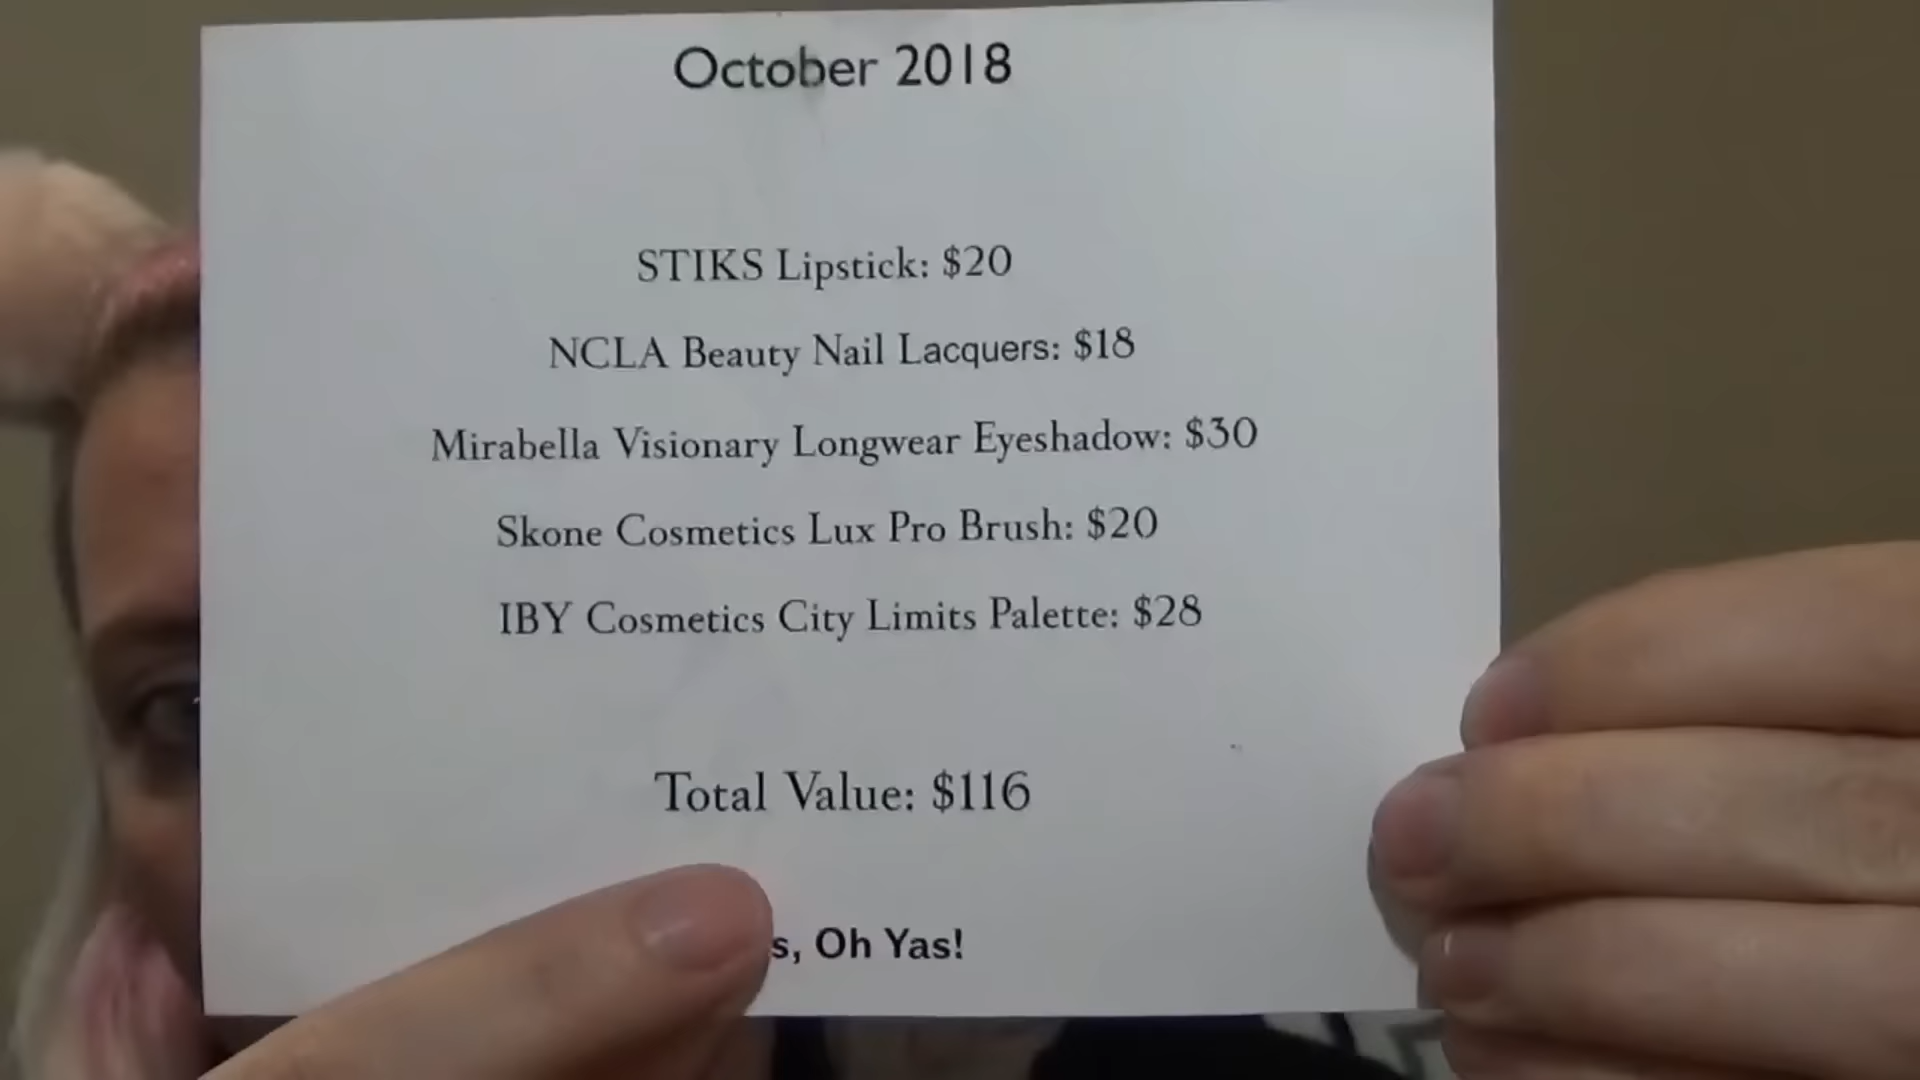 October 2018
STIKS Lipstick: $20
NCLA Beauty Nail Lacquers: $18
Mirabella Visionary Longwear Eyeshadow: $30
Skone Cosmetics Lux Pro Brush: $20
IBY Cosmetics City Limits Palette: $28
Total Value: $116
Oh Yas!